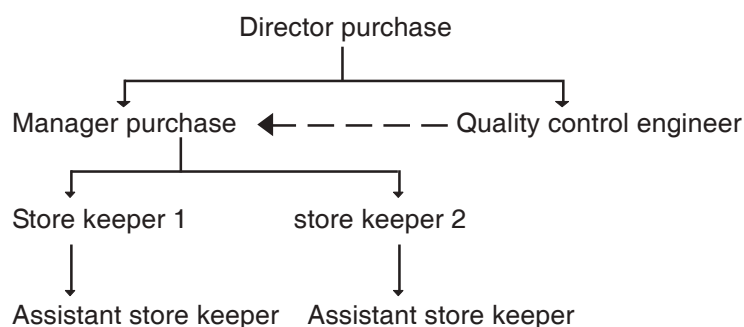 Director purchase
Manager purchase
Quality control engineer
Store keeper 1
store keeper 2
Assistant store keeper
Assistant store keeper